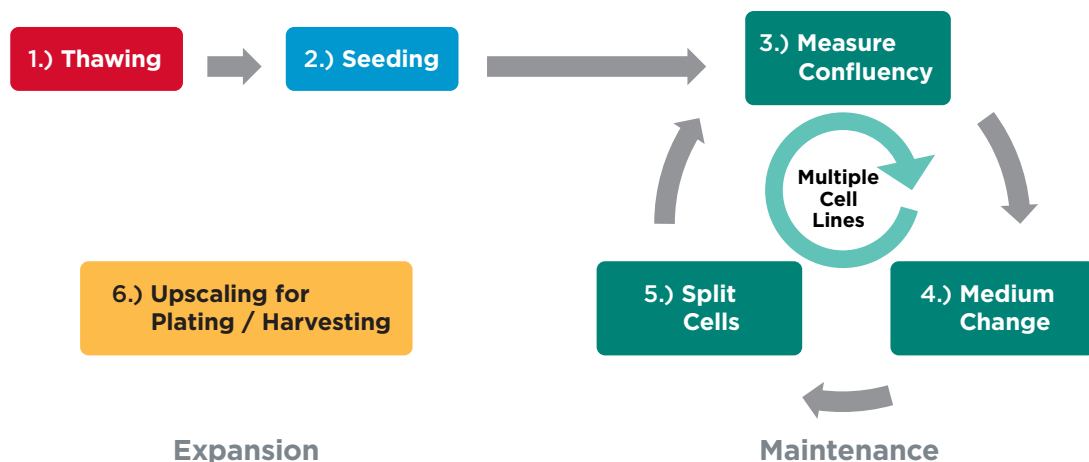 1.) Thawing
2.) Seeding
3.) Measure
Confluency
Multiple
Cell
Lines
6.) Upscaling for
Plating / Harvesting
5.) Split
Cells
4.) Medium
Change
Expansion
Maintenance